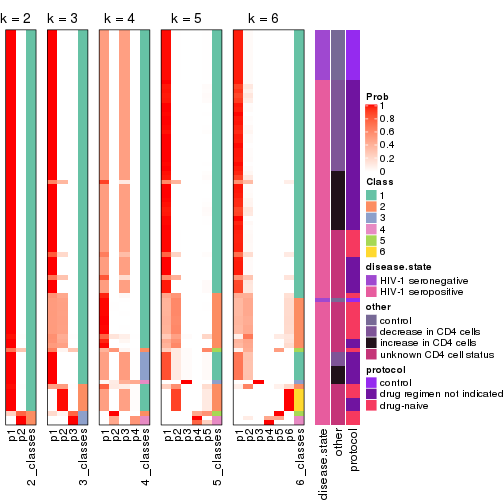 k = 2 k = 3 k = 4 k = 5 k = 6
Prob
1
0.8
0.6
0.4
0.2
0
Class
1
2
3
4
5
6
disease.state
HIV-1 seronegative
HIV-1 seropositive
other
control
decrease in CD4 cells
increase in CD4 cells
unknown CD4 cell status
protocol
control
drug regimen not indicated
drug-naive
p1 p2 2_classes p1 p2 p3 3_classes p1 p2 p3 p4 4_classes p1 p2 p3 p4 p5 5_classes p1 p2 p3 p4 p5 p6 6_classes disease.state other protocol